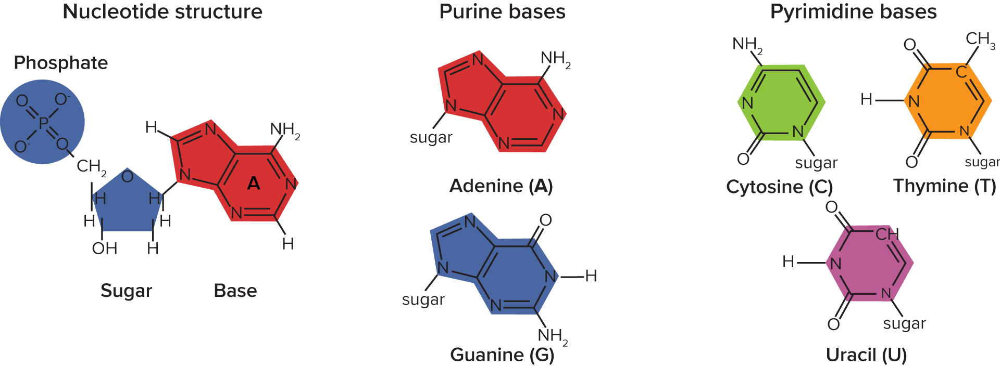 Nucleotide structure
Purine bases
Pyrimidine bases
Phosphate
O
O-
P
O-
O
CH2
O
H
H
H
H
OH
H
H
N
NH2
N
A
N
N
H
Sugar
Base
N
NH2
N
N
N
sugar
Adenine (A)
N
O
N
N
H
N
sugar
NH2
Guanine (G)
NH2
N
N
O
sugar
Cytosine (C)
O
CH3
C
H
N
N
O
sugar
Thymine (T)
O
CH
H
N
N
O
sugar
Uracil (U)